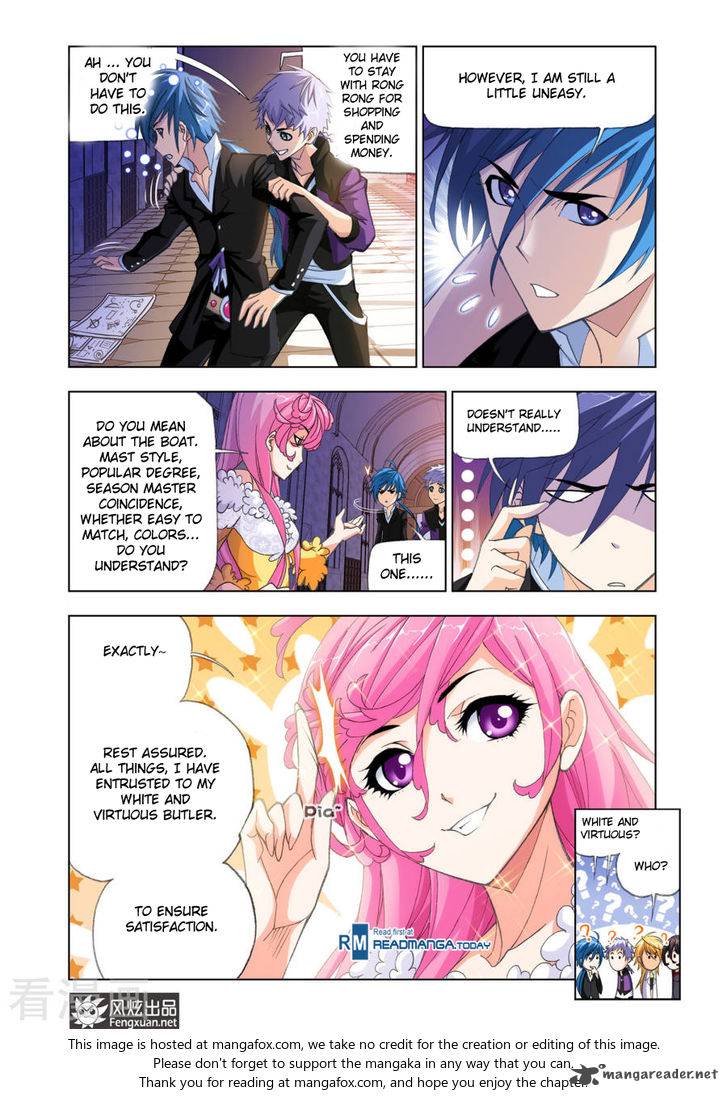 AH ... YOU
DON'T
HAVE TO
DO THIS.
YOU HAVE
TO STAY
WITH RONG
RONG FOR
SHOPPING
AND
SPENDING
MONEY.
HOWEVER, I AM STILL A
LITTLE UNEASY.
DO YOU MEAN
ABOUT THE BOAT.
MAST STYLE,
POPULAR DEGREE,
SEASON MASTER
COINCIDENCE,
WHETHER EASY TO
MATCH, COLORS...
DO YOU
UNDERSTAND?
THIS
ONE......
DOESN'T REALLY
UNDERSTAND.....
EXACTLY~
REST ASSURED.
ALL THINGS, I HAVE
ENTRUSTED TO MY
WHITE AND
VIRTUOUS BUTLER.
TO ENSURE
SATISFACTION.
Pia~
WHITE AND
VIRTUOUS?
WHO?
? ? ? ?
RM Read first at
READMANGA.TODAY
看漫画
风炫出品
Fengxuan.net
This image is hosted at mangafox.com, we take no credit for the creation or editing of this image.
Please don't forget to support the mangaka in any way that you can.
Thank you for reading at mangafox.com, and hope you enjoy the chapter.
mangareader.net